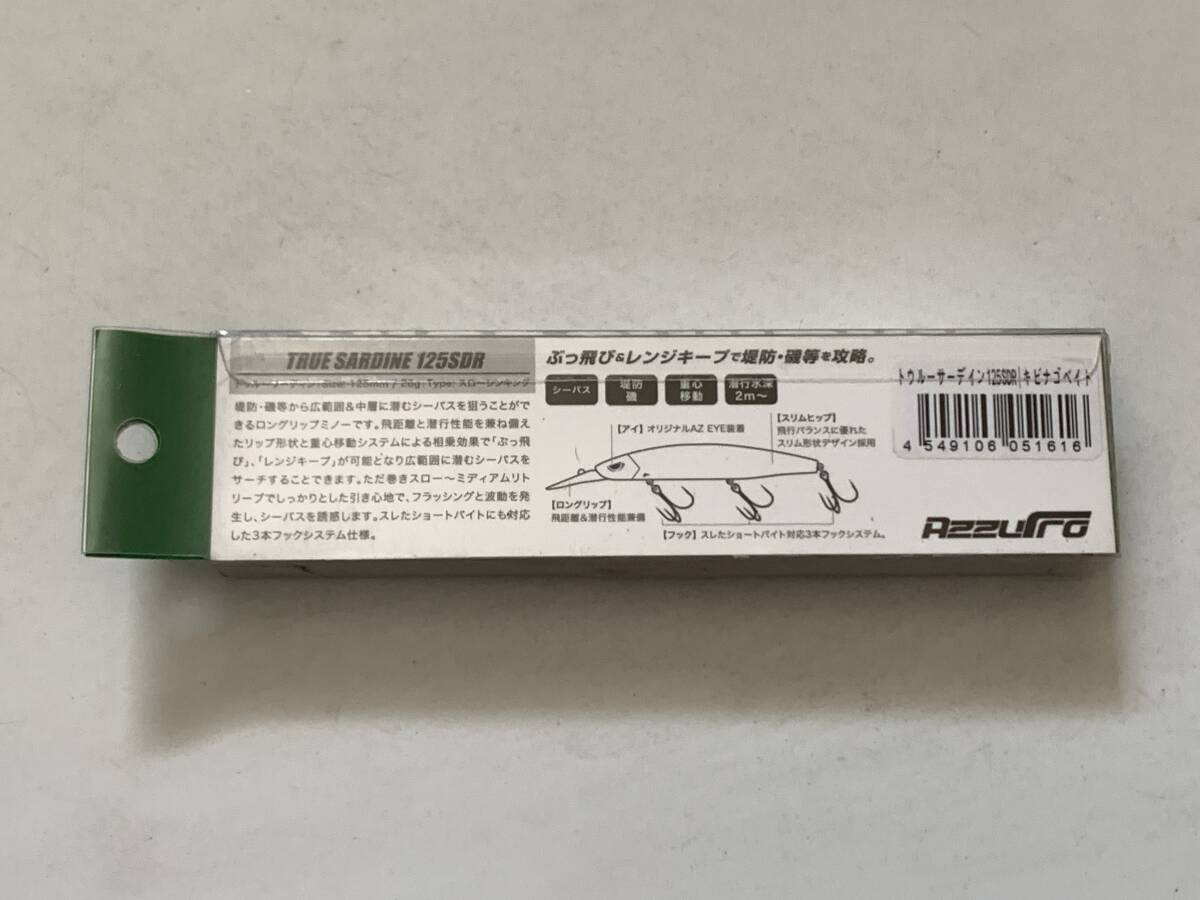 TRUE SARDINE 125SDR
トゥルーサーディン | Size: 125mm / 20g | Type: スローシンキング
堤防・磯等から広範囲&中層に潜むシーバスを狙うことがで
きるロングリップミノーです。飛距離と潜行性能を兼ね備え
たリップ形状と重心移動システムによる相乗効果で「ぶっ飛
び」、「レンジキープ」が可能となり広範囲に潜むシーバスを
サーチすることできます。ただ巻きスロー〜ミディアムリト
リーブでしっかりとした引き心地で、フラッシングと波動を発
生し、シーバスを誘惑します。スレたショートバイトにも対応
した3本フックシステム仕様。
ぶっ飛び&レンジキープで堤防・磯等を攻略。
シーバス
堤防
磯
重心
移動
潜行水深
2m〜
【アイ】オリジナルAZ EYE装着
【スリムヒップ】
飛行バランスに優れた
スリム形状デザイン採用
【ロングリップ】
飛距離&潜行性能兼備
【フック】スレたショートバイト対応3本フックシステム。
トウルーサーデイン125SDR|キビナゴベイト
4 549106 051616
Azzurro